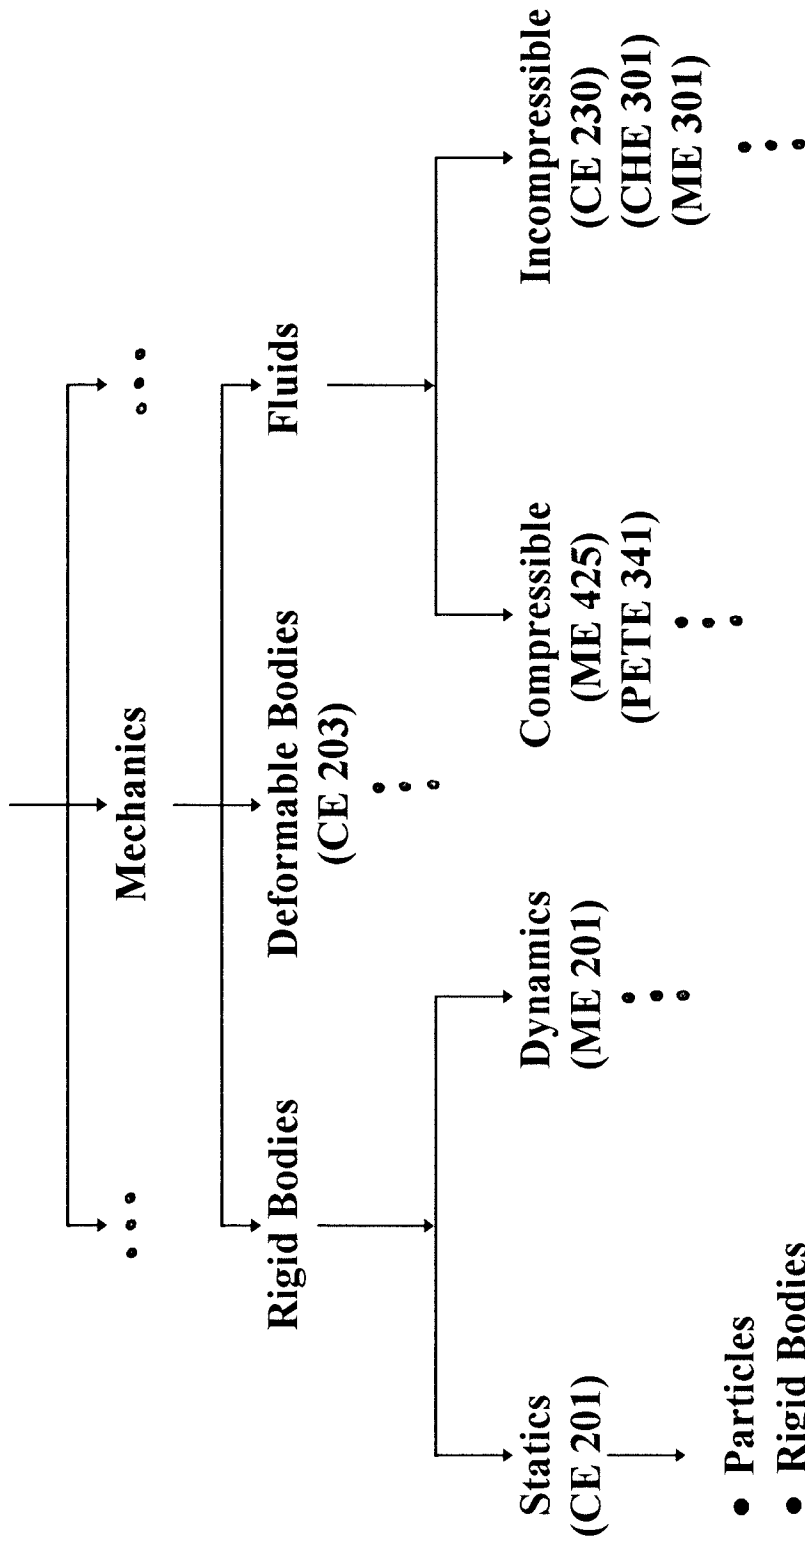 Mechanics
Rigid Bodies
Deformable Bodies
(CE 203)
Fluids
Statics
(CE 201)
Dynamics
(ME 201)
Compressible
(ME 425)
(PETE 341)
Incompressible
(CE 230)
(CHE 301)
(ME 301)
• Particles
• Rigid Bodies